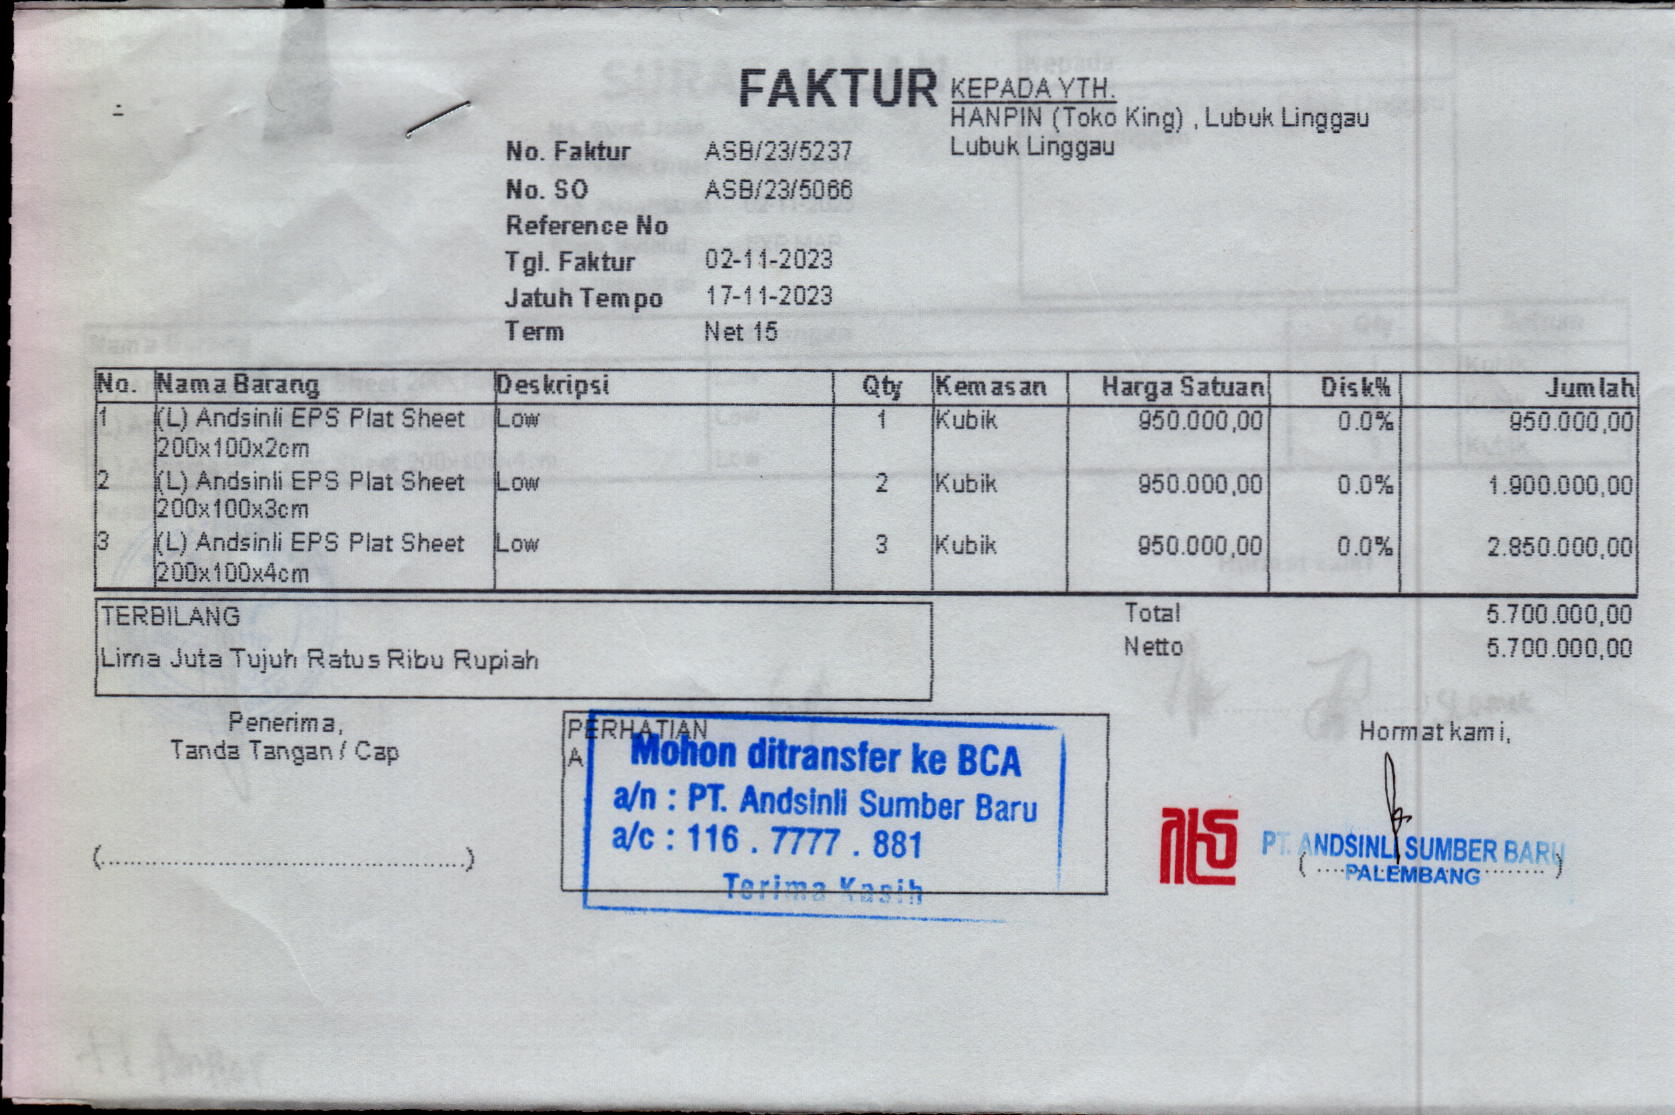 FAKTUR
KEPADA YTH.
HANPIN (Toko King) , Lubuk Linggau
Lubuk Linggau
No. Faktur ASB/23/5237
No. SO ASB/23/5066
Reference No
Tgl. Faktur 02-11-2023
Jatuh Tempo 17-11-2023
Term Net 15
No. Nama Barang Deskripsi Qty Kemasan Harga Satuan Disk% Jumlah
1 (L) Andsinli EPS Plat Sheet Low 1 Kubik 950.000,00 0.0% 950.000,00
200x100x2cm
2 (L) Andsinli EPS Plat Sheet Low 2 Kubik 950.000,00 0.0% 1.900.000,00
200x100x3cm
3 (L) Andsinli EPS Plat Sheet Low 3 Kubik 950.000,00 0.0% 2.850.000,00
200x100x4cm
TERBILANG
Lima Juta Tujuh Ratus Ribu Rupiah
Total 5.700.000,00
Netto 5.700.000,00
Penerima,
Tanda Tangan / Cap
(............................................)
PERHATIAN
A
Mohon ditransfer ke BCA
a/n : PT. Andsinli Sumber Baru
a/c : 116 . 7777 . 881
Terima Kasih
Hormat kami,
PT. ANDSINLI SUMBER BARU
PALEMBANG